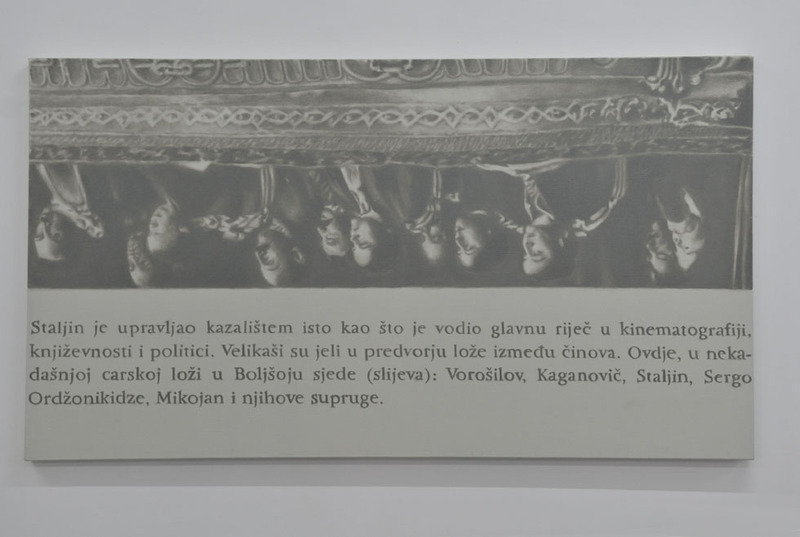 Staljin je upravljao kazalištem isto kao što je vodio glavnu riječ u kinematografiji,
književnosti i politici. Velikaši su jeli u predvorju lože između činova. Ovdje, u neka-
dašnjoj carskoj loži u Boljšoju sjede (slijeva): Vorošilov, Kaganovič, Staljin, Sergo
Ordžonikidze, Mikojan i njihove supruge.